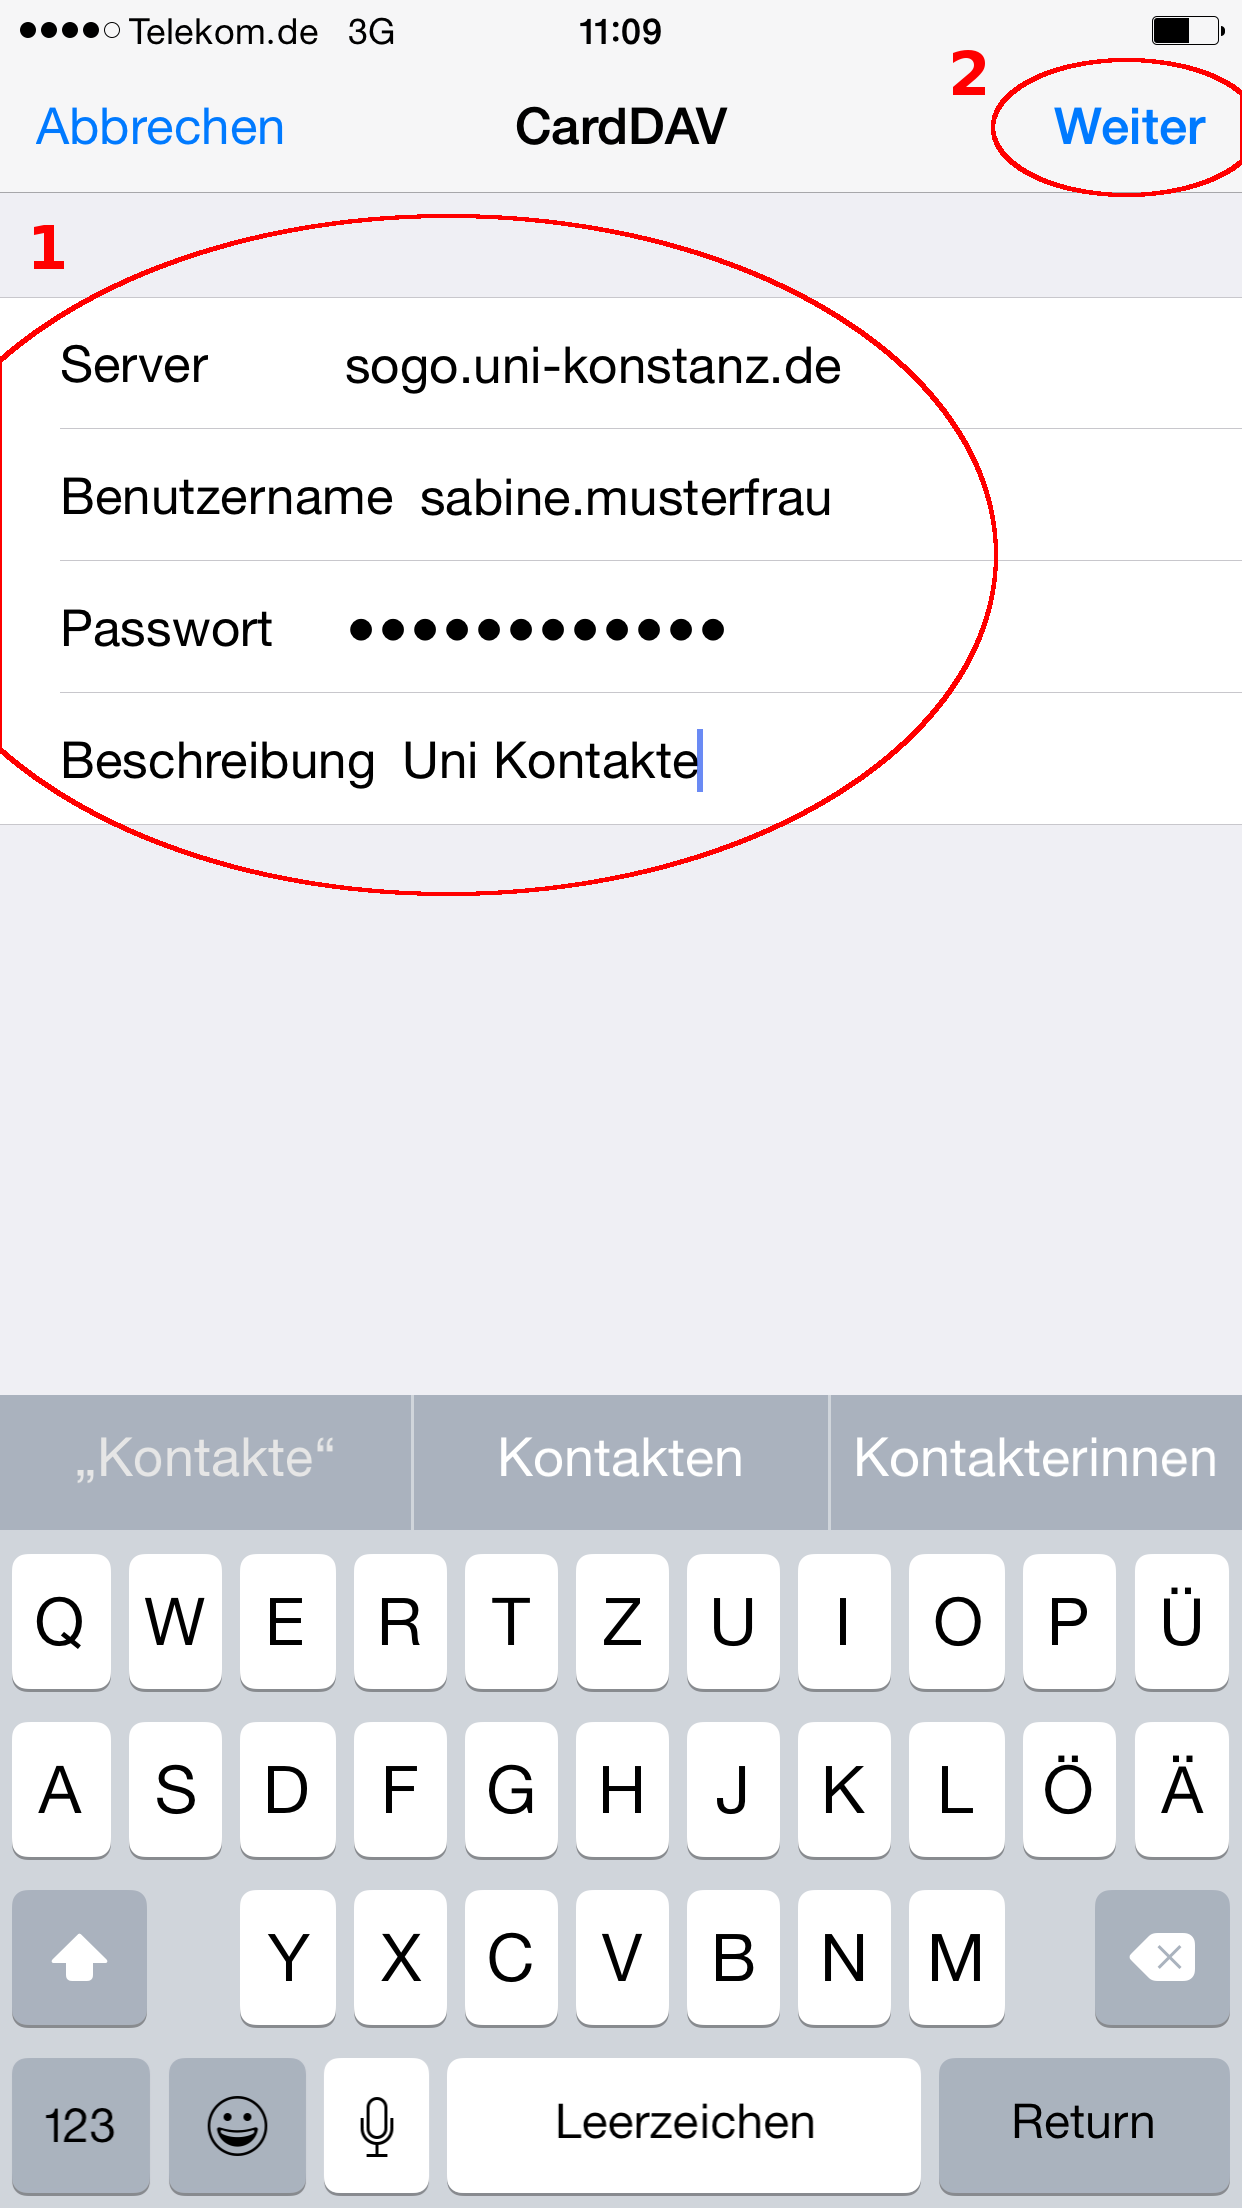 Telekom.de 3G 11:09
2
Abbrechen CardDAV Weiter
1
Server sogo.uni-konstanz.de
Benutzername sabine.musterfrau
Passwort ●●●●●●●●●●●●
Beschreibung Uni Kontakte
„Kontakte“ Kontakten Kontakterinnen
Q W E R T Z U I O P Ü
A S D F G H J K L Ö Ä
Y X C V B N M
123 Leerzeichen Return